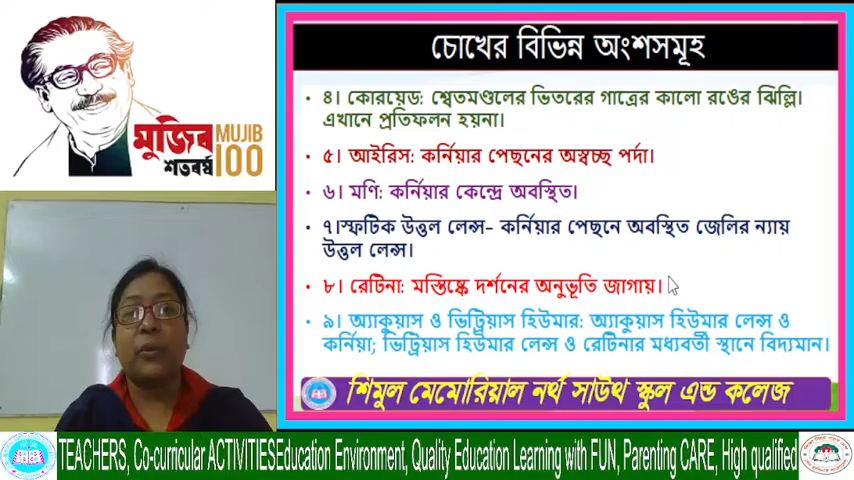 মুজিব
শতবর্ষ
MUJIB
100
চোখের বিভিন্ন অংশসমূহ
• ৪। কোরয়েড: শ্বেতমণ্ডলের ভিতরের গাত্রের কালো রঙের ঝিল্লি।
এখানে প্রতিফলন হয়না।
• ৫। আইরিস: কর্নিয়ার পেছনের অস্বচ্ছ পর্দা।
• ৬। মণি: কর্নিয়ার কেন্দ্রে অবস্থিত।
• ৭।স্ফটিক উত্তল লেন্স- কর্নিয়ার পেছনে অবস্থিত জেলির ন্যায়
উত্তল লেন্স।
• ৮। রেটিনা: মস্তিষ্কে দর্শনের অনুভূতি জাগায়।
• ৯। অ্যাকুয়াস ও ভিট্রিয়াস হিউমার: অ্যাকুয়াস হিউমার লেন্স ও
কর্নিয়া; ভিট্রিয়াস হিউমার লেন্স ও রেটিনার মধ্যবর্তী স্থানে বিদ্যমান।
শিমুল মেমোরিয়াল নর্থ সাউথ স্কুল এন্ড কলেজ
TEACHERS, Co-curricular ACTIVITIESEducation Environment, Quality Education Learning with FUN, Parenting CARE, High qualified